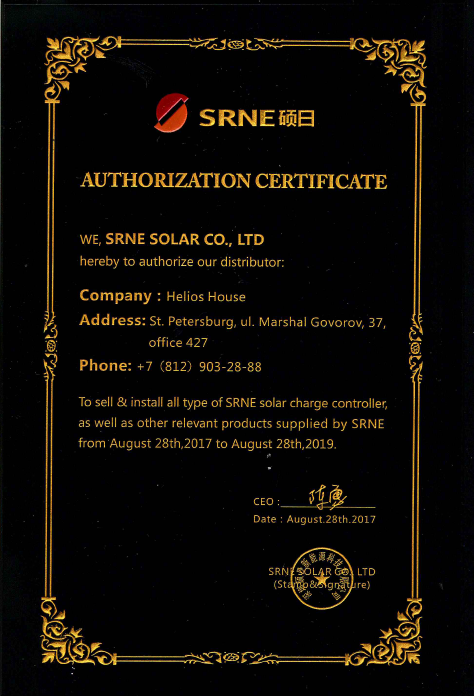 SRNE硕日
AUTHORIZATION CERTIFICATE
WE, SRNE SOLAR CO., LTD
hereby to authorize our distributor:
Company : Helios House
Address: St. Petersburg, ul. Marshal Govorov, 37,
office 427
Phone: +7（812）903-28-88
To sell & install all type of SRNE solar charge controller,
as well as other relevant products supplied by SRNE
from August 28th,2017 to August 28th,2019.
CEO :
Date : August.28th.2017
SRNE SOLAR CO., LTD
(Stamp&Signature)